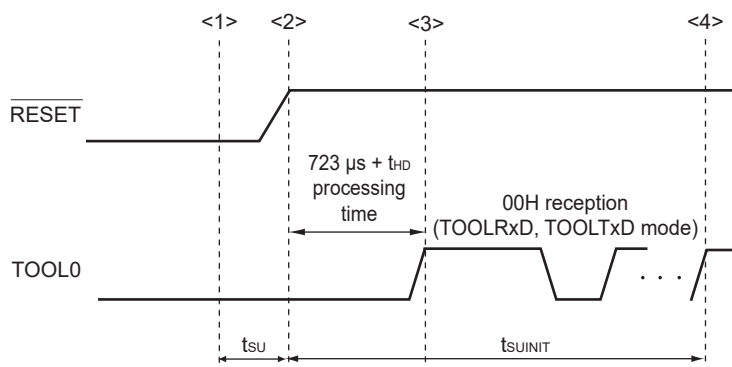 <1> <2> <3> <4>
RESET
723 µs + tHD
processing
time
00H reception
(TOOLRxD, TOOLTxD mode)
TOOL0
. . .
tSU
tSUINIT